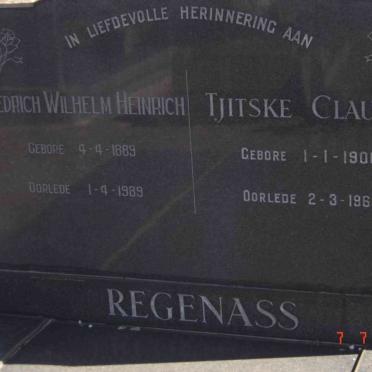 IN LIEFDEVOLLE HERINNERING AAN
EDRICH WILHELM HEINRICH
GEBORE 4-4-1889
OORLEDE 1-4-1989
TJITSKE CLAU
GEBORE 1-1-190
OORLEDE 2-3-196
REGENASS
7 7